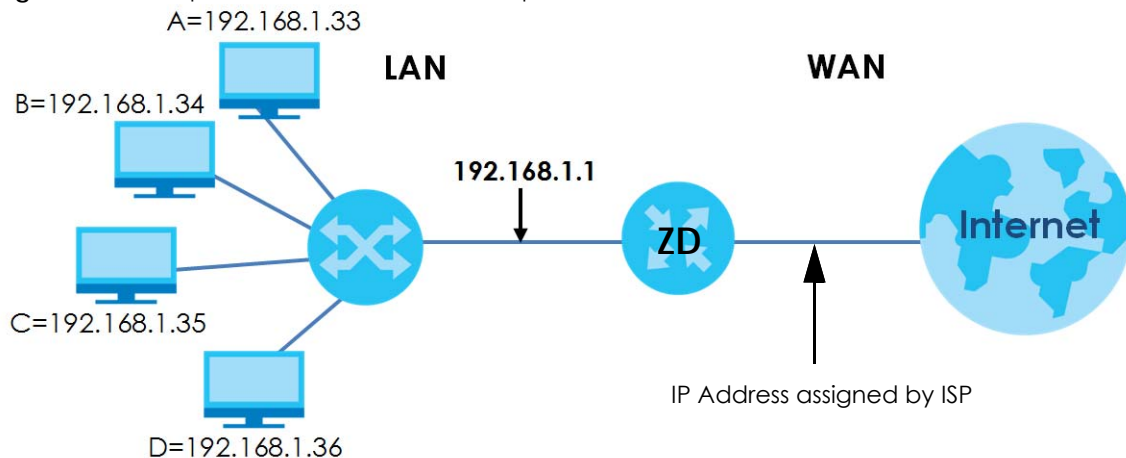 A=192.168.1.33
LAN
WAN
B=192.168.1.34
192.168.1.1
ZD
Internet
C=192.168.1.35
IP Address assigned by ISP
D=192.168.1.36